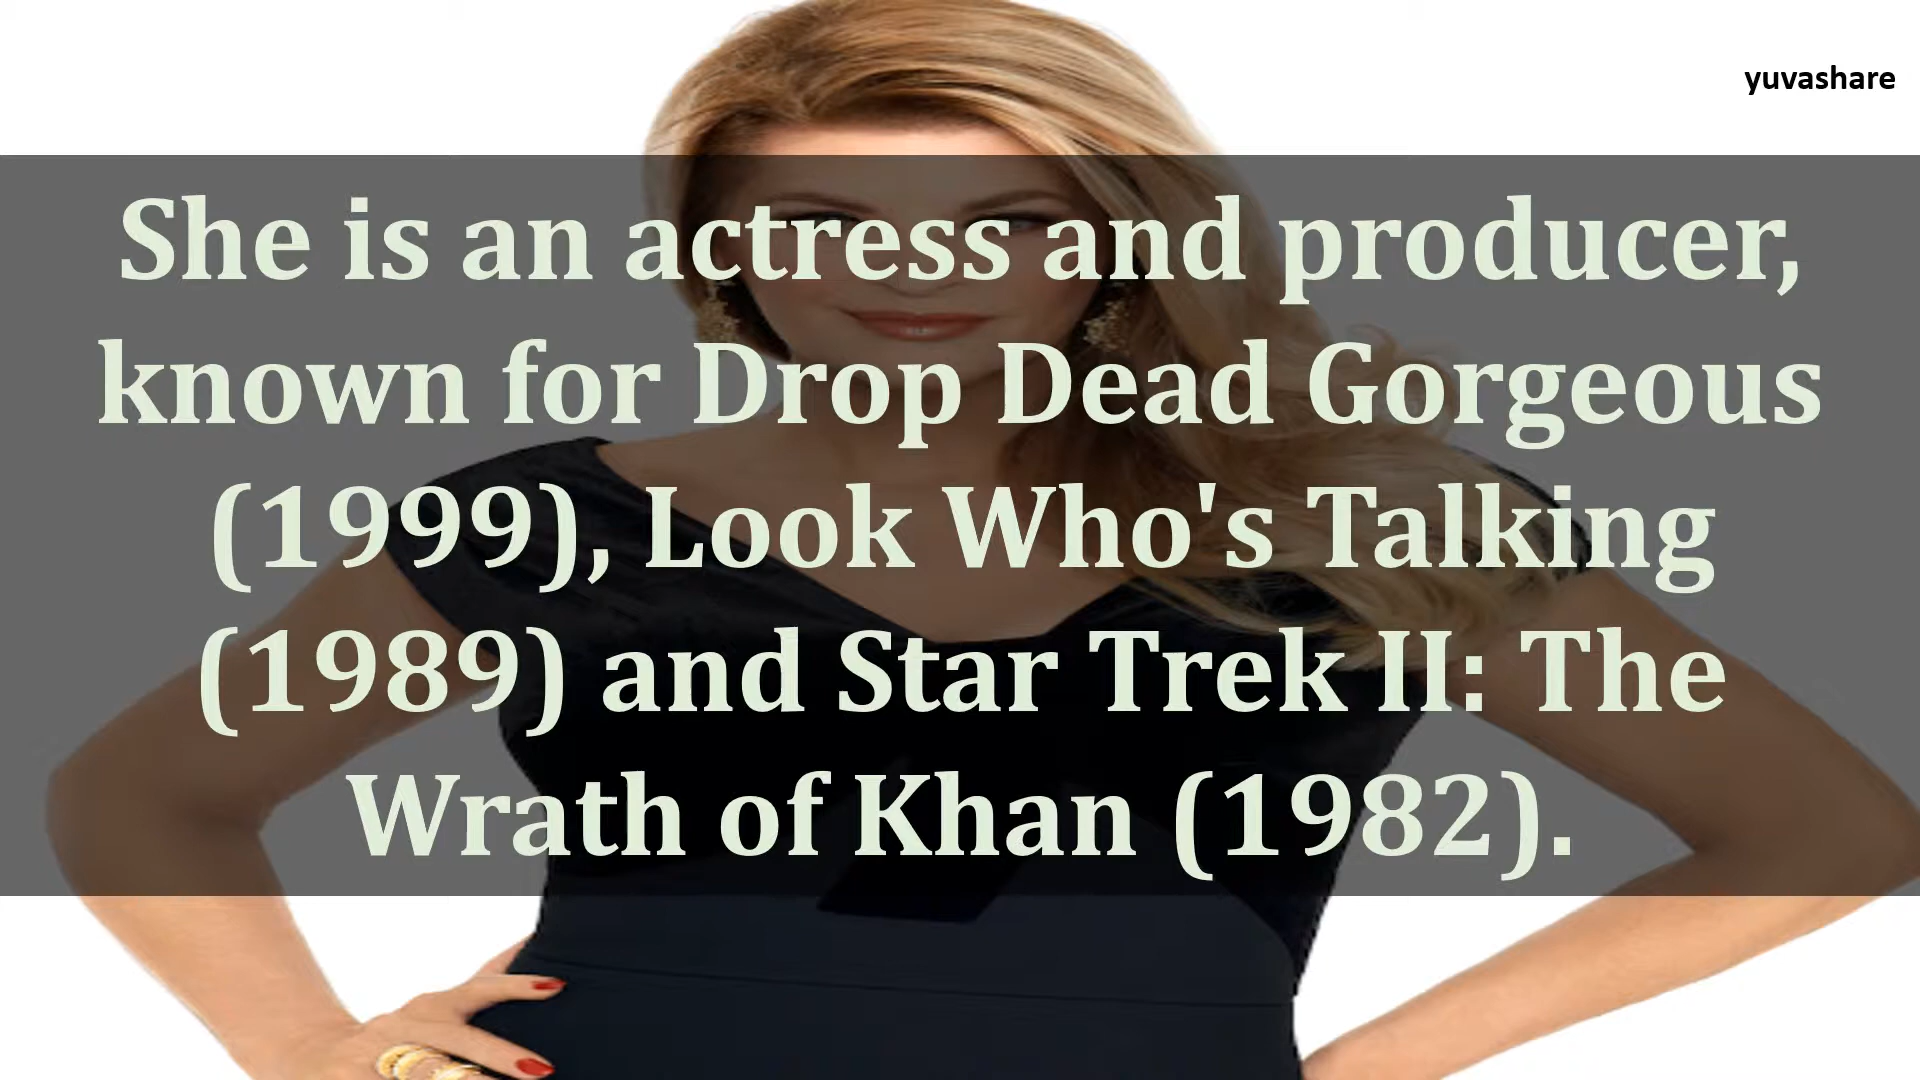 yuvashare
She is an actress and producer,
known for Drop Dead Gorgeous
(1999), Look Who's Talking
(1989) and Star Trek II: The
Wrath of Khan (1982).